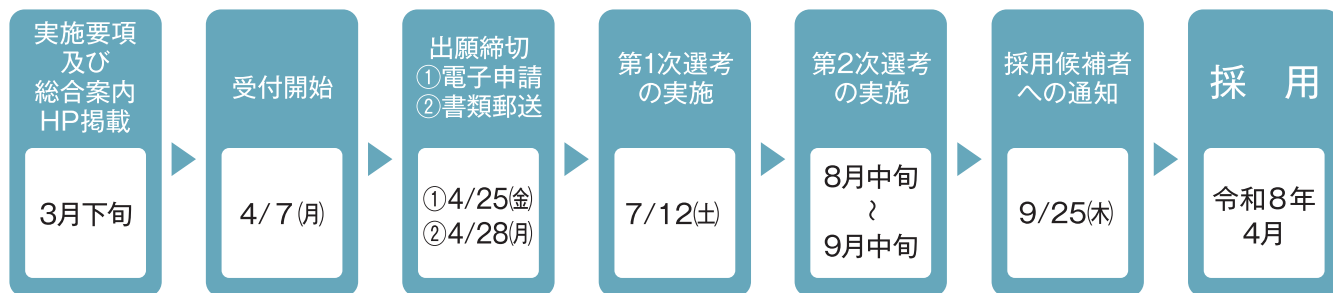 実施要項
及び
総合案内
HP掲載
3月下旬
受付開始
4/7㈪
出願締切
①電子申請
②書類郵送
①4/25㈮
②4/28㈪
第1次選考
の実施
7/12㈯
第2次選考
の実施
8月中旬
～
9月中旬
採用候補者
への通知
9/25㈭
採 用
令和8年
4月